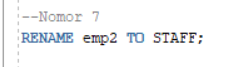 --Nomor 7
RENAME emp2 TO STAFF;